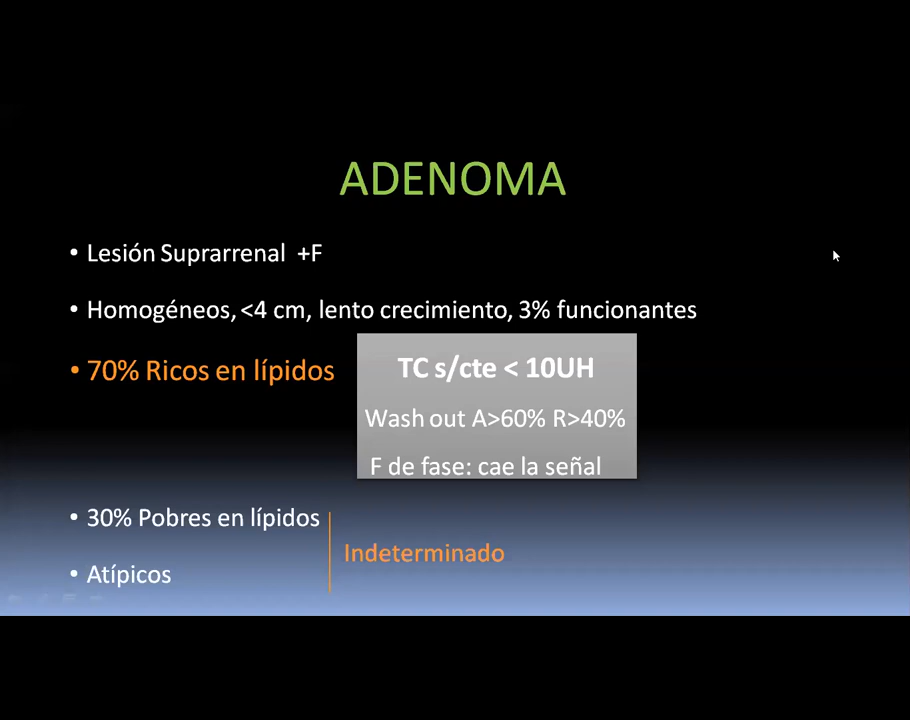 ADENOMA
• Lesión Suprarrenal +F
• Homogéneos, <4 cm, lento crecimiento, 3% funcionantes
• 70% Ricos en lípidos
TC s/cte < 10UH
Wash out A>60% R>40%
F de fase: cae la señal
• 30% Pobres en lípidos
Indeterminado
• Atípicos